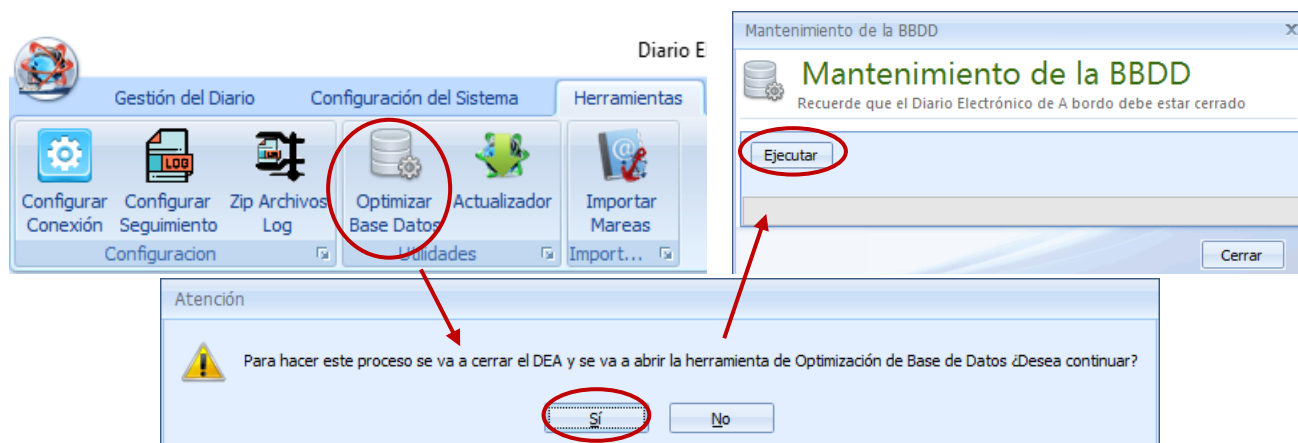 Diario E
Gestión del Diario Configuración del Sistema Herramientas
Configurar Conexión
Configurar Seguimiento
Zip Archivos Log
Optimizar Base Datos
Actualizador
Importar Mareas
Configuracion
Utilidades
Import...
Mantenimiento de la BBDD
x
Mantenimiento de la BBDD
Recuerde que el Diario Electrónico de A bordo debe estar cerrado
Ejecutar
Cerrar
Atención
Para hacer este proceso se va a cerrar el DEA y se va a abrir la herramienta de Optimización de Base de Datos ¿Desea continuar?
Sí No
LOG